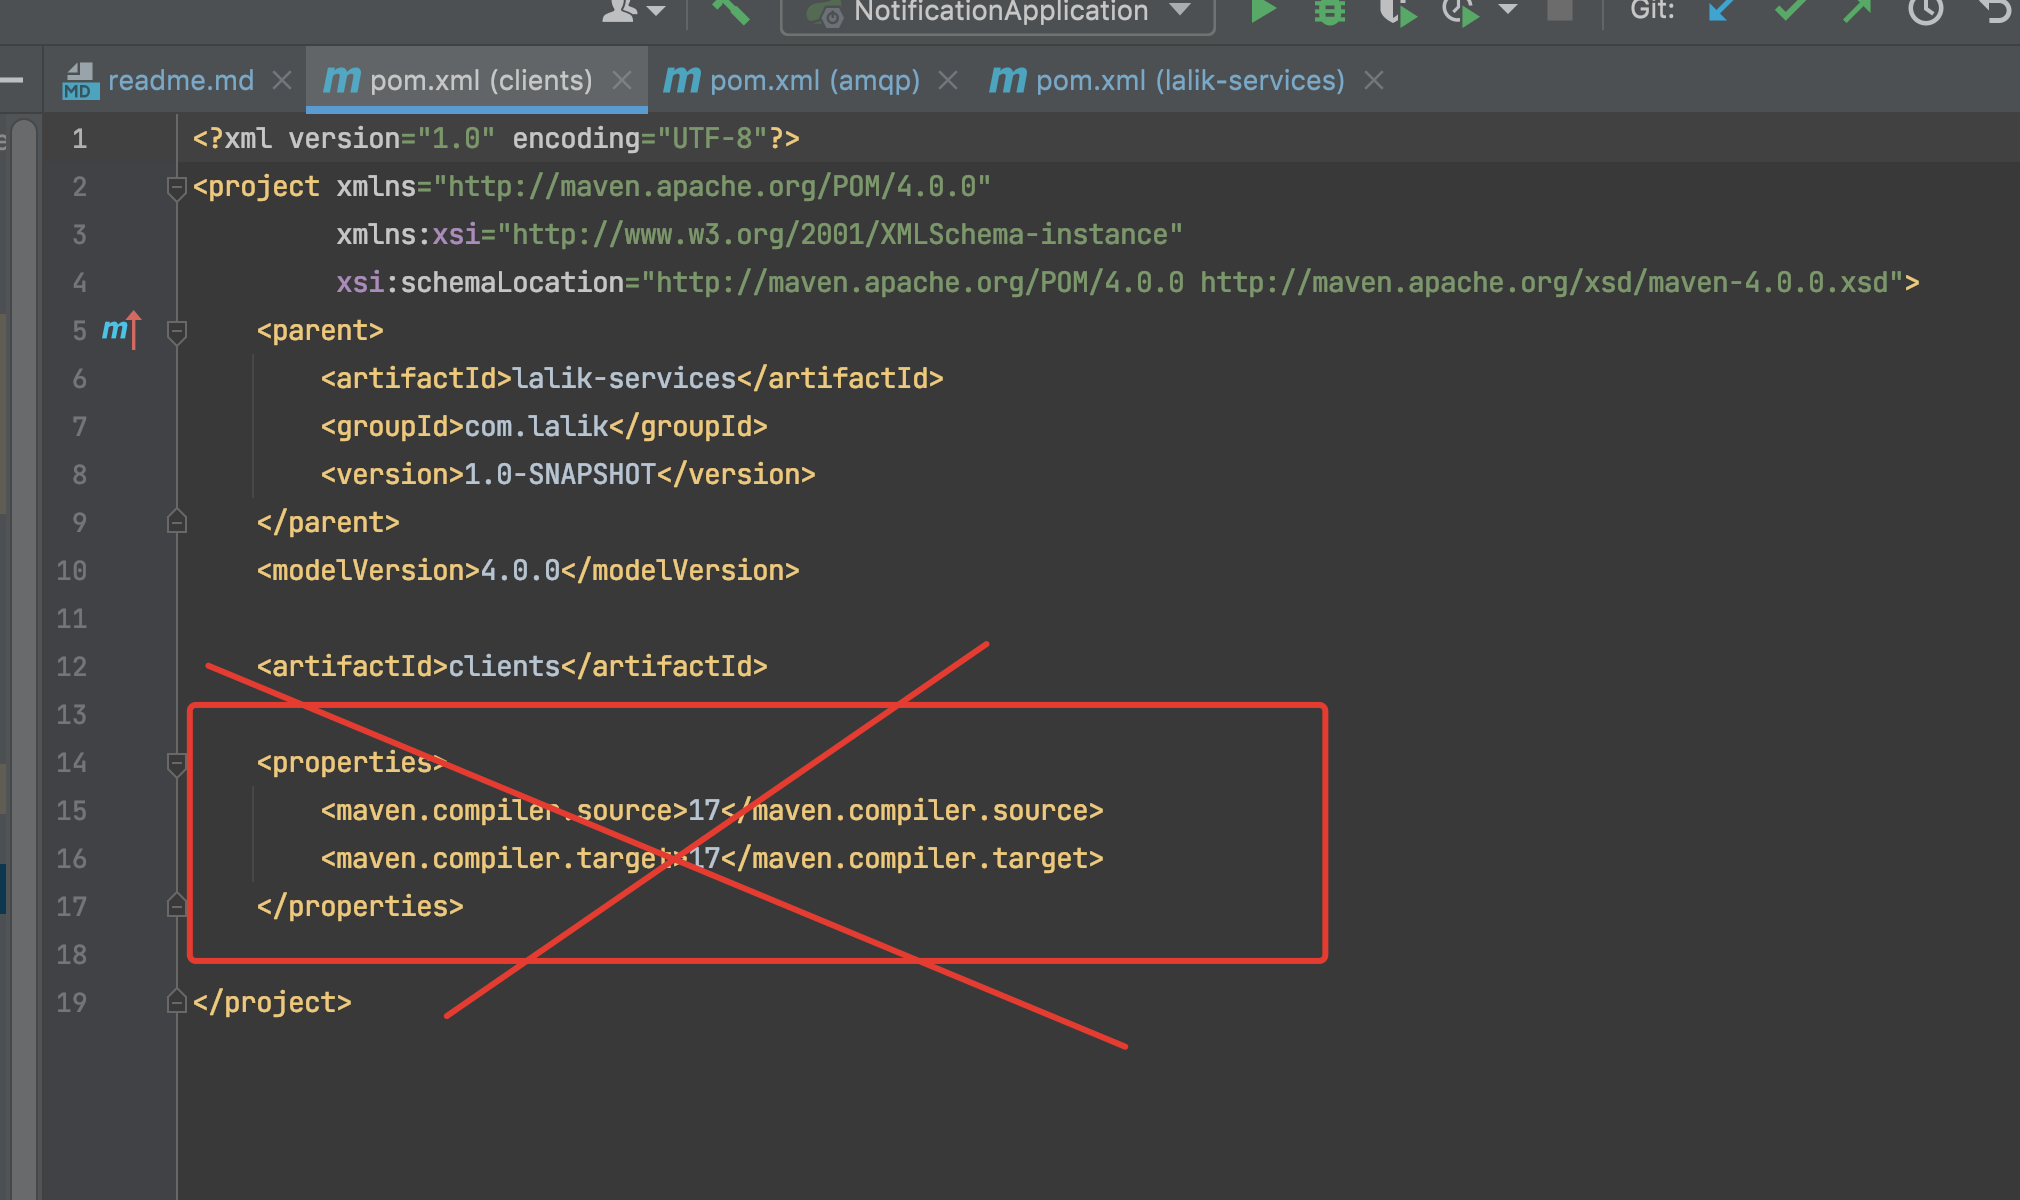 NotificationApplication
Git:
MD readme.md
m pom.xml (clients)
m pom.xml (amqp)
m pom.xml (lalik-services)
1 <?xml version="1.0" encoding="UTF-8"?>
2 <project xmlns="http://maven.apache.org/POM/4.0.0"
3 xmlns:xsi="http://www.w3.org/2001/XMLSchema-instance"
4 xsi:schemaLocation="http://maven.apache.org/POM/4.0.0 http://maven.apache.org/xsd/maven-4.0.0.xsd">
5 m <parent>
6 <artifactId>lalik-services</artifactId>
7 <groupId>com.lalik</groupId>
8 <version>1.0-SNAPSHOT</version>
9 </parent>
10 <modelVersion>4.0.0</modelVersion>
11
12 <artifactId>clients</artifactId>
13
14 <properties>
15 <maven.compiler.source>17</maven.compiler.source>
16 <maven.compiler.target>17</maven.compiler.target>
17 </properties>
18
19 </project>